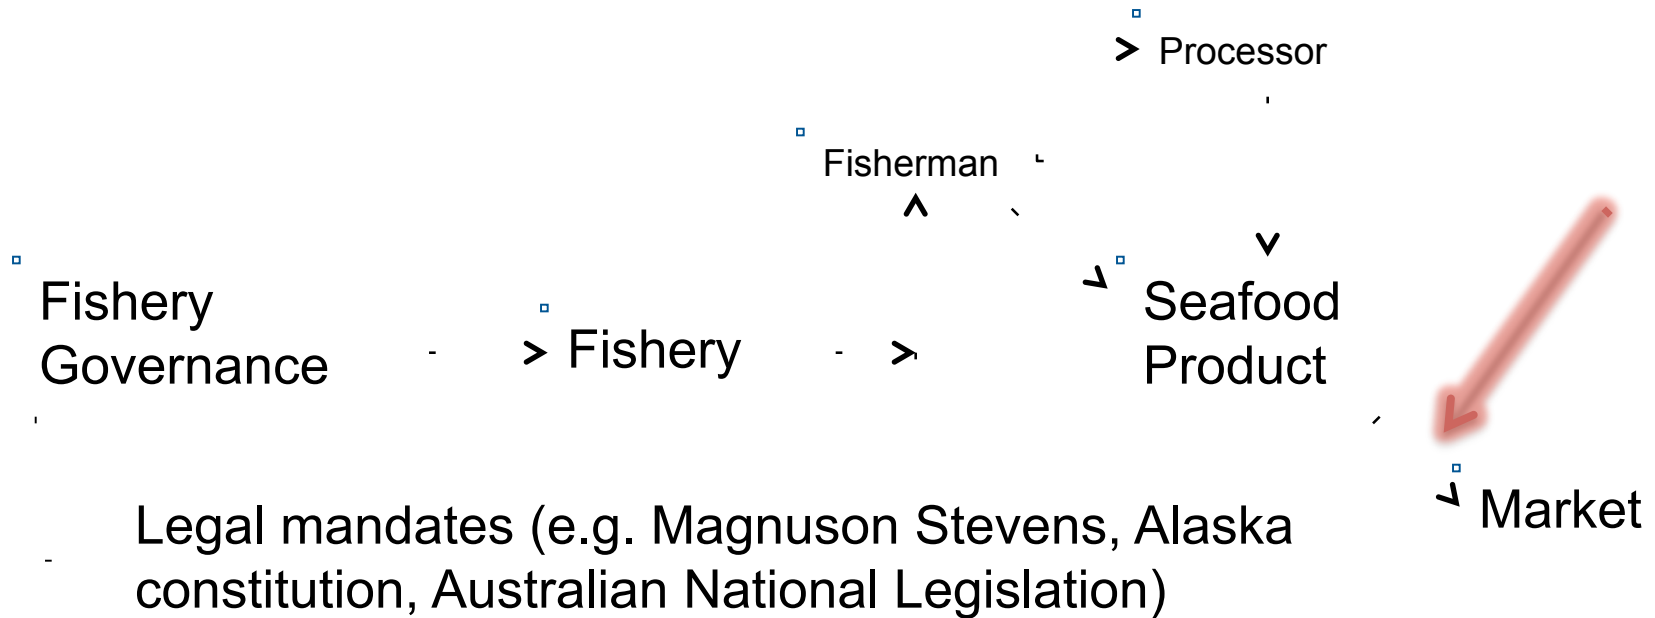 Processor
Fisherman
Fishery
Governance
Fishery
Seafood
Product
Market
Legal mandates (e.g. Magnuson Stevens, Alaska
constitution, Australian National Legislation)